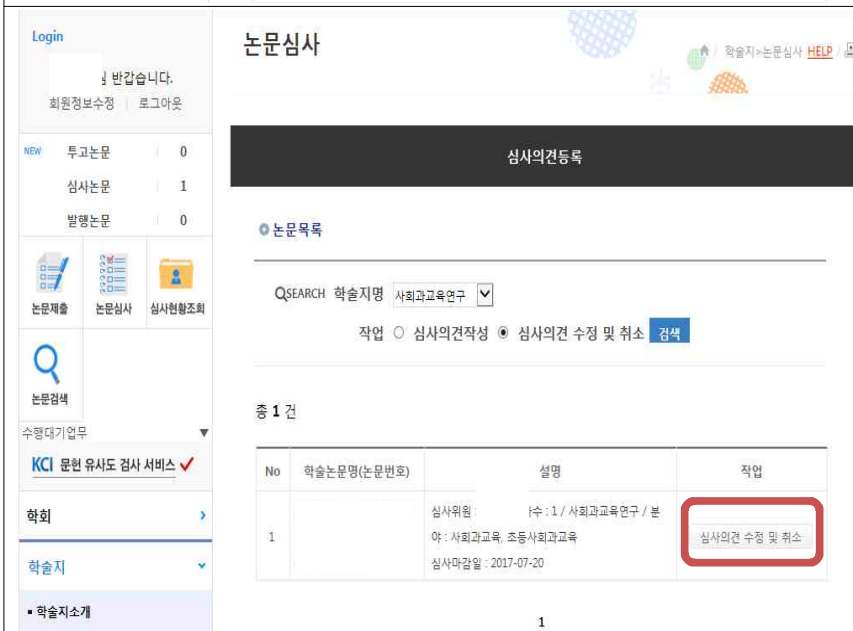 Login
반갑습니다.
회원정보수정 | 로그아웃
NEW 투고논문 0
심사논문 1
발행논문 0
논문제출 논문심사 심사현황조회
논문검색
수행대기업무 ▼
KCI 문헌 유사도 검사 서비스
학회
학술지
▪ 학술지소개
논문심사
/ 학술지>논문심사 HELP /
심사의견등록
논문목록
SEARCH 학술지명 사회과교육연구
작업 ○ 심사의견작성 ◉ 심사의견 수정 및 취소 검색
총 1 건
No 학술논문명(논문번호) 설명 작업
1
심사위원 : 수 : 1 / 사회과교육연구 / 분
야 : 사회과교육, 초등사회과교육
심사마감일 : 2017-07-20
심사의견 수정 및 취소
1